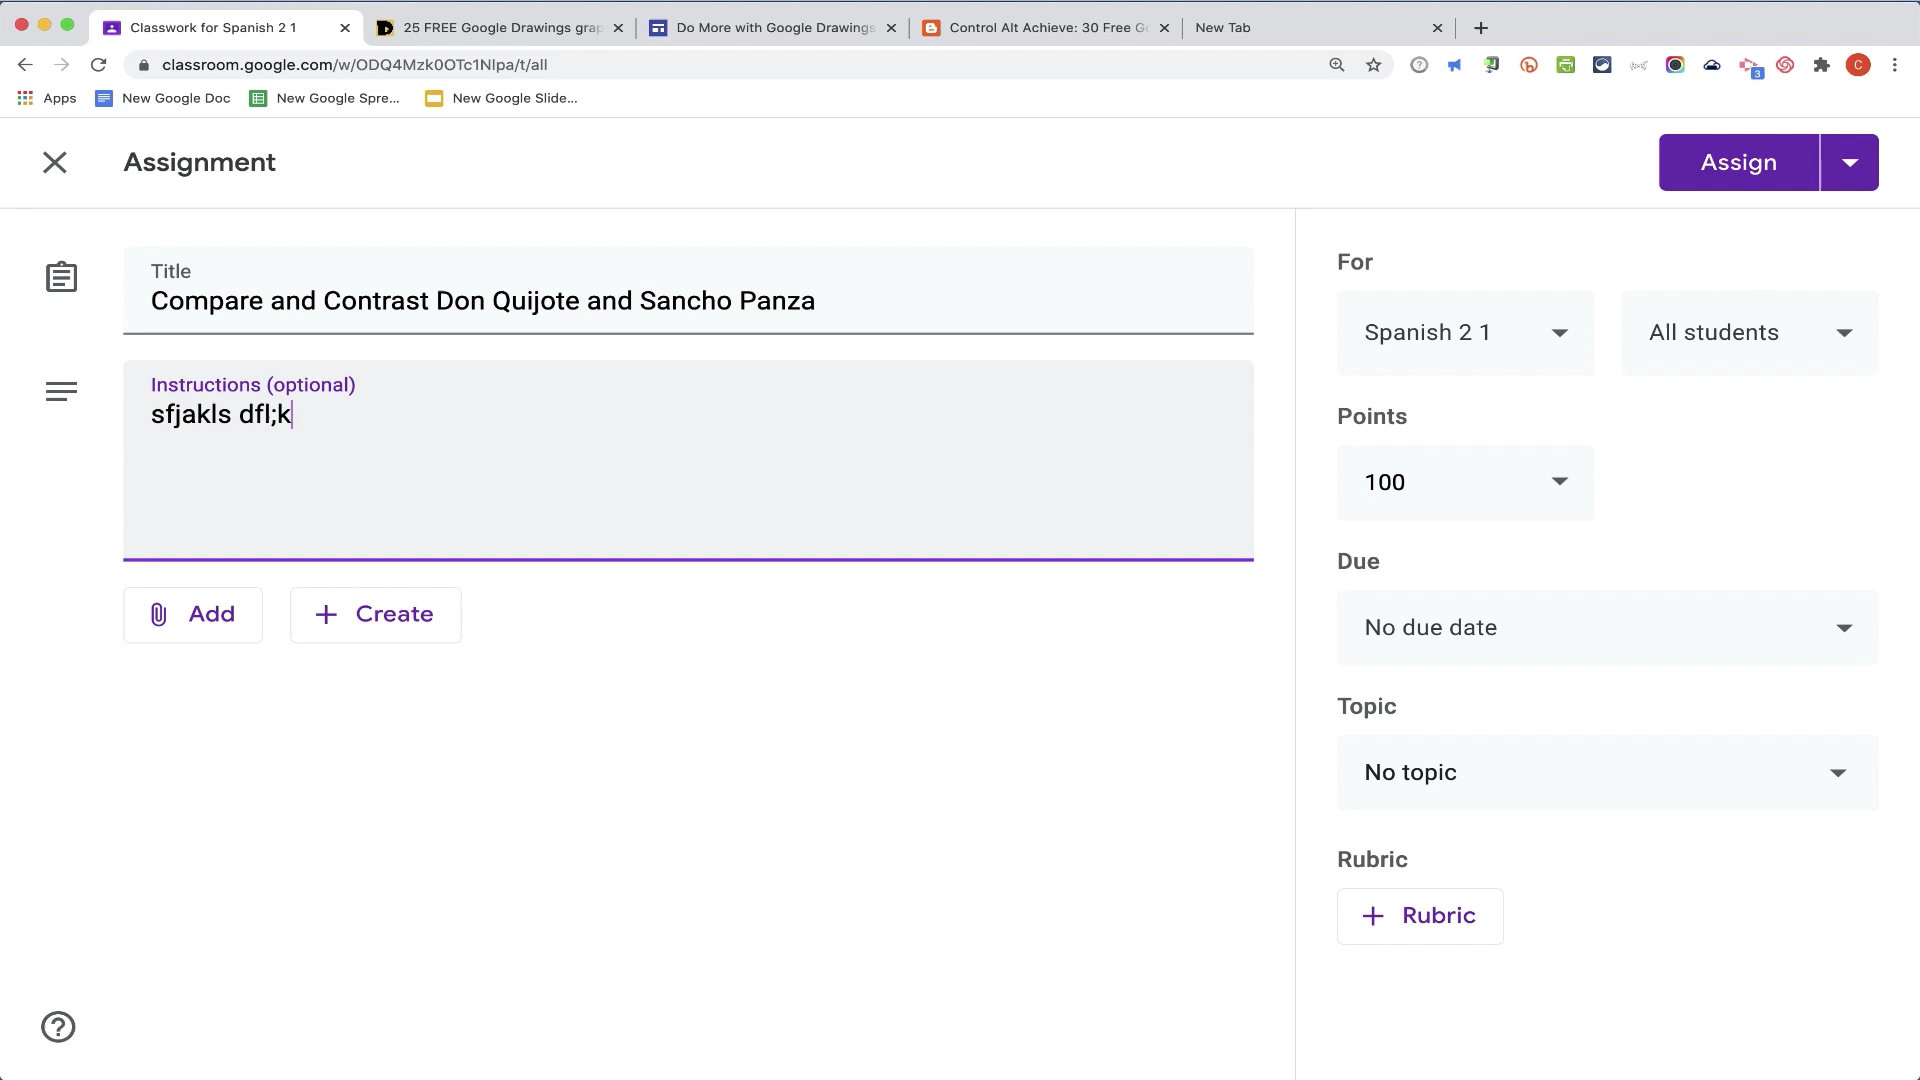 Classwork for Spanish 2 1
25 FREE Google Drawings grap
Do More with Google Drawings
Control Alt Achieve: 30 Free G
New Tab
classroom.google.com/w/ODQ4Mzk0OTc1NIpa/t/all
3
C
Apps
New Google Doc
New Google Spre...
New Google Slide...
Assignment
Assign
Title
Compare and Contrast Don Quijote and Sancho Panza
Instructions (optional)
sfjakls dfl;k
Add
Create
For
Spanish 2 1
All students
Points
100
Due
No due date
Topic
No topic
Rubric
Rubric